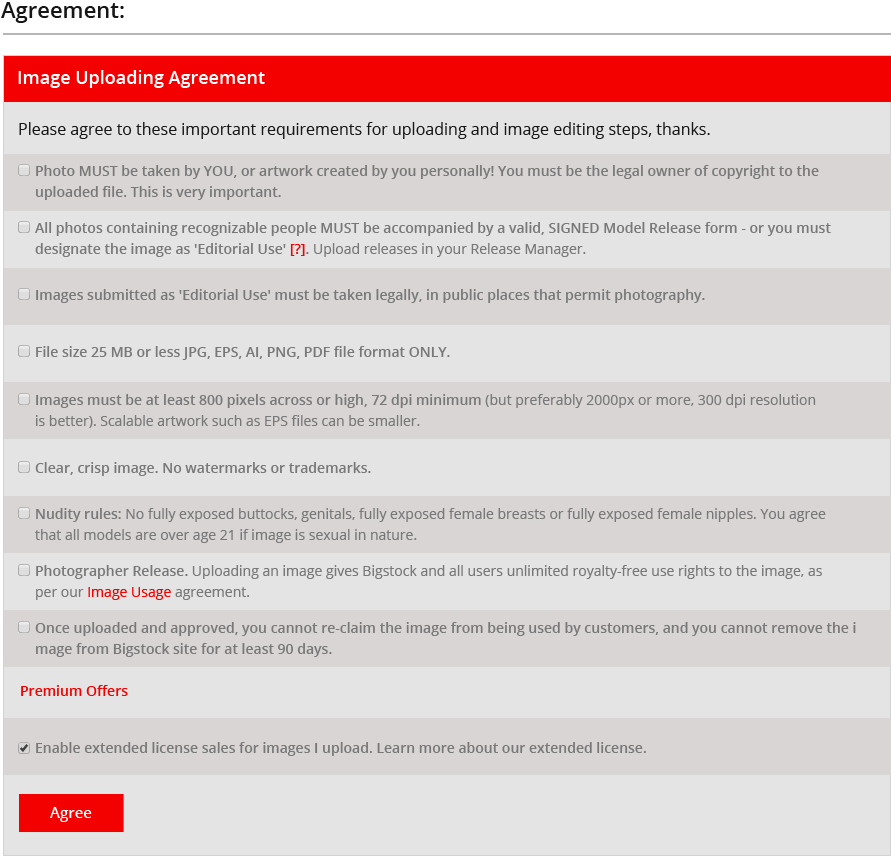 Agreement:
Image Uploading Agreement
Please agree to these important requirements for uploading and image editing steps, thanks.
Photo MUST be taken by YOU, or artwork created by you personally! You must be the legal owner of copyright to the
uploaded file. This is very important.
All photos containing recognizable people MUST be accompanied by a valid, SIGNED Model Release form - or you must
designate the image as 'Editorial Use' [?]. Upload releases in your Release Manager.
Images submitted as 'Editorial Use' must be taken legally, in public places that permit photography.
File size 25 MB or less JPG, EPS, AI, PNG, PDF file format ONLY.
Images must be at least 800 pixels across or high, 72 dpi minimum (but preferably 2000px or more, 300 dpi resolution
is better). Scalable artwork such as EPS files can be smaller.
Clear, crisp image. No watermarks or trademarks.
Nudity rules: No fully exposed buttocks, genitals, fully exposed female breasts or fully exposed female nipples. You agree
that all models are over age 21 if image is sexual in nature.
Photographer Release. Uploading an image gives Bigstock and all users unlimited royalty-free use rights to the image, as
per our Image Usage agreement.
Once uploaded and approved, you cannot re-claim the image from being used by customers, and you cannot remove the i
mage from Bigstock site for at least 90 days.
Premium Offers
Enable extended license sales for images I upload. Learn more about our extended license.
Agree